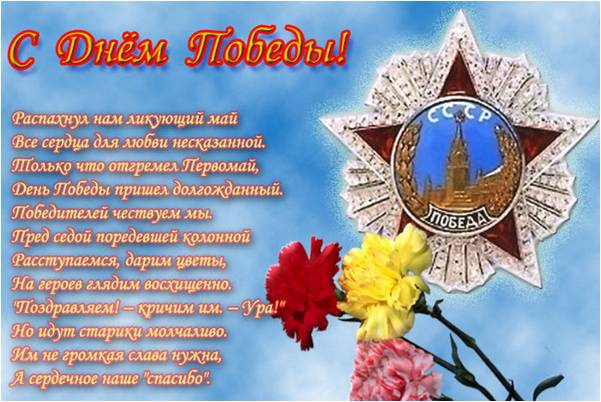 С Днём Победы!
Распахнул нам ликующий май
Все сердца для любви несказанной.
Только что отгремел Первомай,
День Победы пришел долгожданный.
Победителей чествуем мы.
Пред седой поредевшей колонной
Расступаемся, дарим цветы,
На героев глядим восхищенно.
"Поздравляем! – кричим им. – Ура!"
Но идут старики молчаливо.
Им не громкая слава нужна,
А сердечное наше "спасибо".
СССР
ПОБЕДА